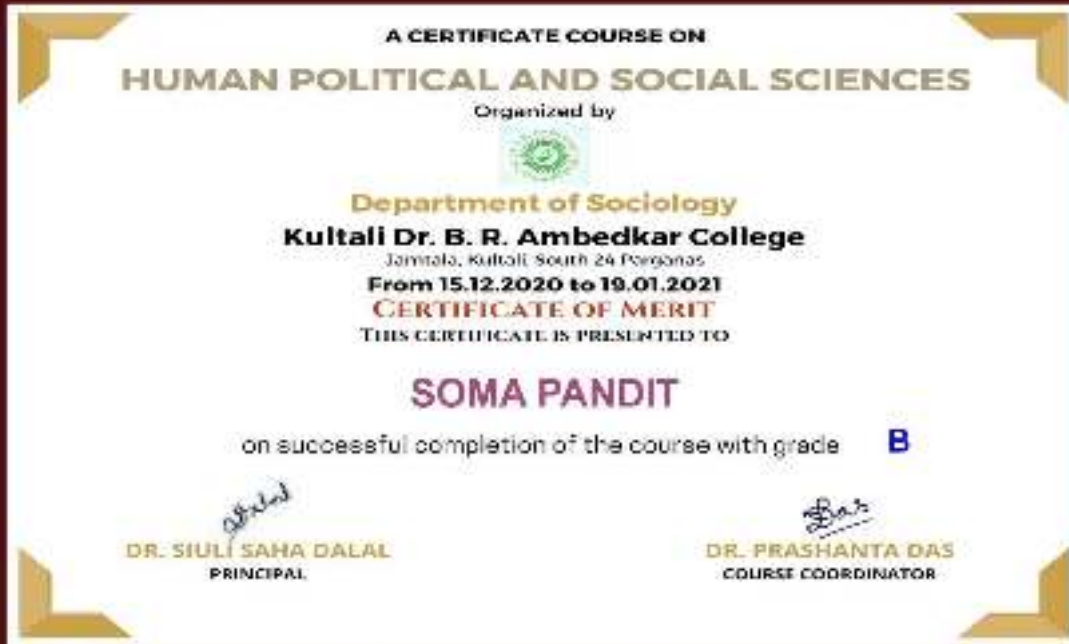 A CERTIFICATE COURSE ON
HUMAN POLITICAL AND SOCIAL SCIENCES
Organized by
Department of Sociology
Kultali Dr. B. R. Ambedkar College
Jamtala, Kultali, South 24 Parganas
From 15.12.2020 to 19.01.2021
CERTIFICATE OF MERIT
THIS CERTIFICATE IS PRESENTED TO
SOMA PANDIT
on successful completion of the course with grade B
Das
DR. SIULI SAHA DALAL DR. PRASHANTA DAS
PRINCIPAL COURSE COORDINATOR